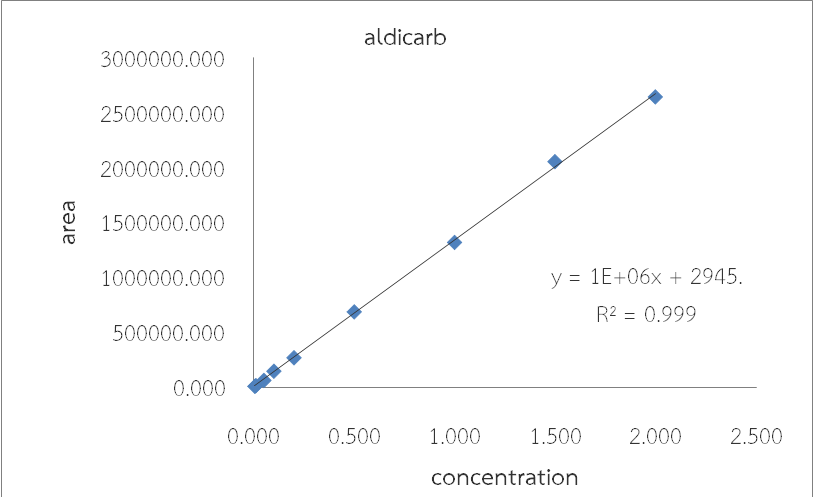 aldicarb
3000000.000
2500000.000
2000000.000
1500000.000
1000000.000
500000.000
0.000
area
y = 1E+06x + 2945.
R² = 0.999
0.000 0.500 1.000 1.500 2.000 2.500
concentration